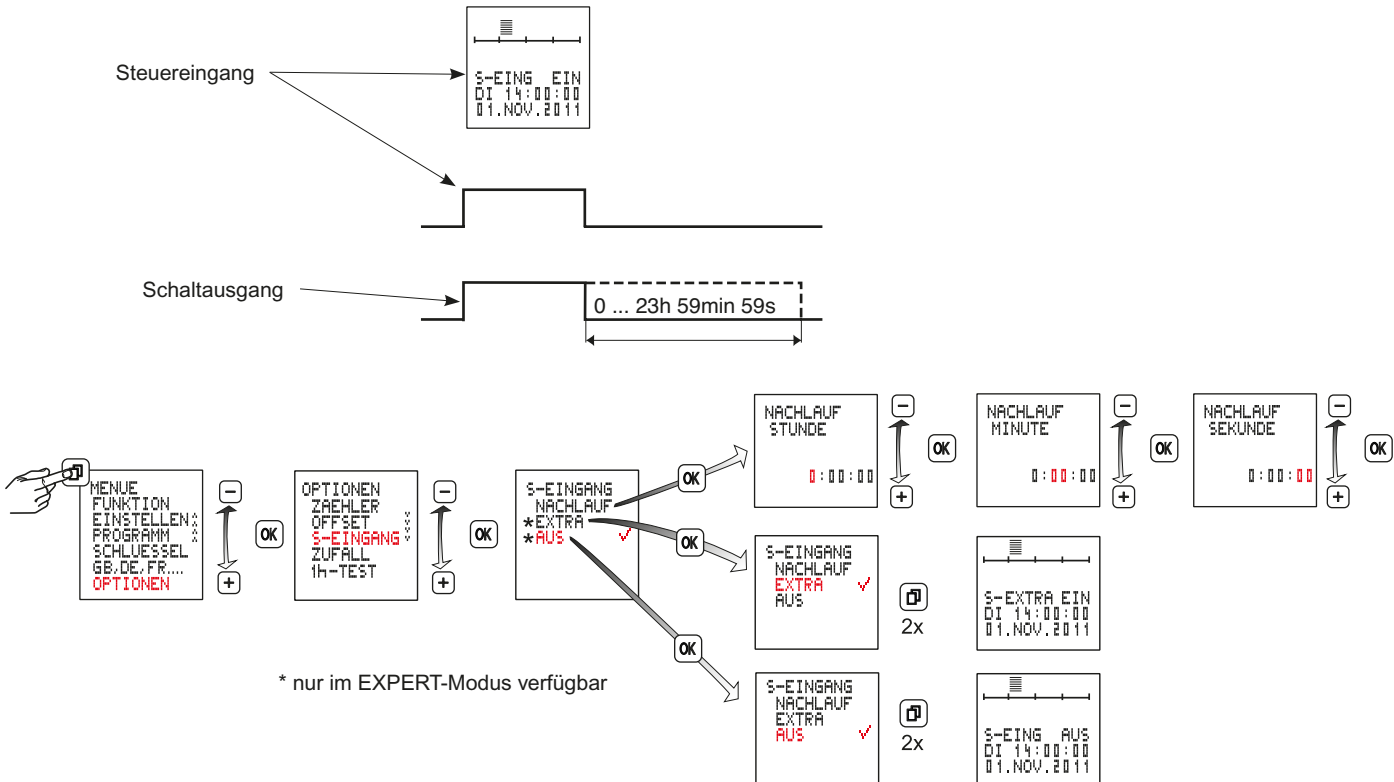 S-EING EIN
DI 14:00:00
01.NOV.2011
Steuereingang
Schaltausgang
0 ... 23h 59min 59s
MENUE
FUNKTION
EINSTELLEN
PROGRAMM
SCHLUESSEL
GB,DE,FR....
OPTIONEN
−
+
OK
OPTIONEN
ZAEHLER
OFFSET
S-EINGANG
ZUFALL
1h-TEST
−
+
OK
S-EINGANG
NACHLAUF
*EXTRA
*AUS ✓
* nur im EXPERT-Modus verfügbar
OK
NACHLAUF
STUNDE
0:00:00
−
+
OK
NACHLAUF
MINUTE
0:00:00
−
+
OK
NACHLAUF
SEKUNDE
0:00:00
−
+
OK
OK
S-EINGANG
NACHLAUF
EXTRA ✓
AUS
2x
S-EXTRA EIN
DI 14:00:00
01.NOV.2011
OK
S-EINGANG
NACHLAUF
EXTRA
AUS ✓
2x
S-EING AUS
DI 14:00:00
01.NOV.2011